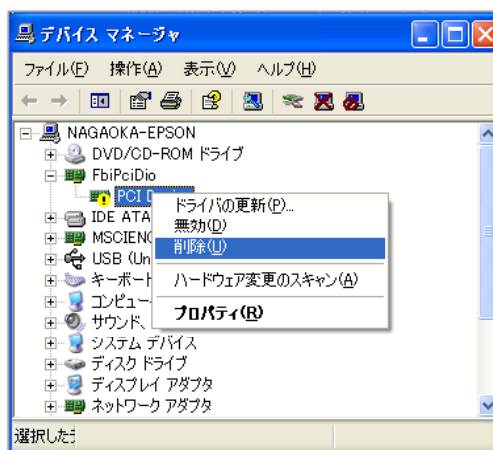 デバイス マネージャ
ファイル(F) 操作(A) 表示(V) ヘルプ(H)
NAGAOKA-EPSON
DVD/CD-ROM ドライブ
FbiPciDio
PCI
IDE ATA
MSCIENC
USB (Un
キーボート
コンピュー
サウンド、
システム デバイス
ディスク ドライブ
ディスプレイ アダプタ
ネットワーク アダプタ
ドライバの更新(P)...
無効(D)
削除(U)
ハードウェア変更のスキャン(A)
プロパティ(R)
選択した